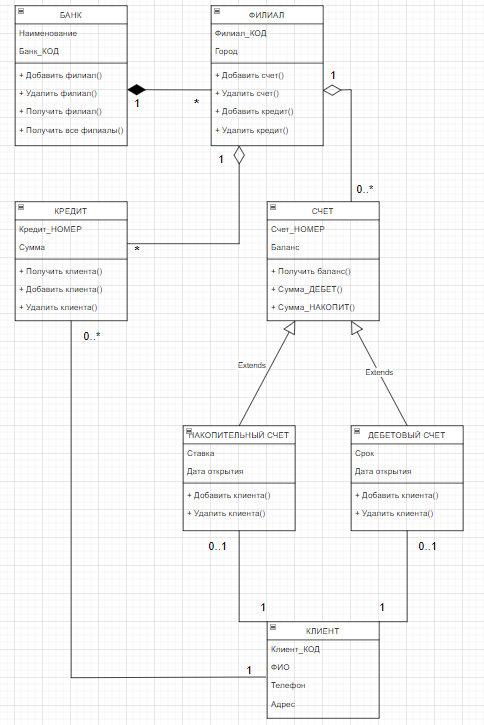 БАНК
Наименование
Банк_КОД
+ Добавить филиал()
+ Удалить филиал()
+ Получить филиал()
+ Получить все филиалы()
1
*
ФИЛИАЛ
Филиал_КОД
Город
+ Добавить счет()
+ Удалить счет()
+ Добавить кредит()
+ Удалить кредит()
1
0..*
1
*
КРЕДИТ
Кредит_НОМЕР
Сумма
+ Получить клиента()
+ Добавить клиента()
+ Удалить клиента()
0..*
СЧЕТ
Счет_НОМЕР
Баланс
+ Получить баланс()
+ Сумма_ДЕБЕТ()
+ Сумма_НАКОПИТ()
Extends
Extends
НАКОПИТЕЛЬНЫЙ СЧЕТ
Ставка
Дата открытия
+ Добавить клиента()
+ Удалить клиента()
0..1
ДЕБЕТОВЫЙ СЧЕТ
Срок
Дата открытия
+ Добавить клиента()
+ Удалить клиента()
0..1
1
1
КЛИЕНТ
Клиент_КОД
ФИО
Телефон
Адрес
1